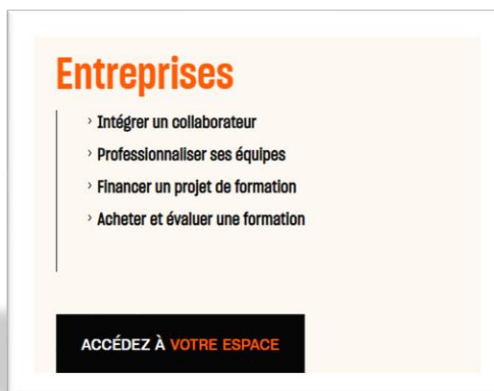 Entreprises
› Intégrer un collaborateur
› Professionnaliser ses équipes
› Financer un projet de formation
› Acheter et évaluer une formation
ACCÉDEZ À VOTRE ESPACE